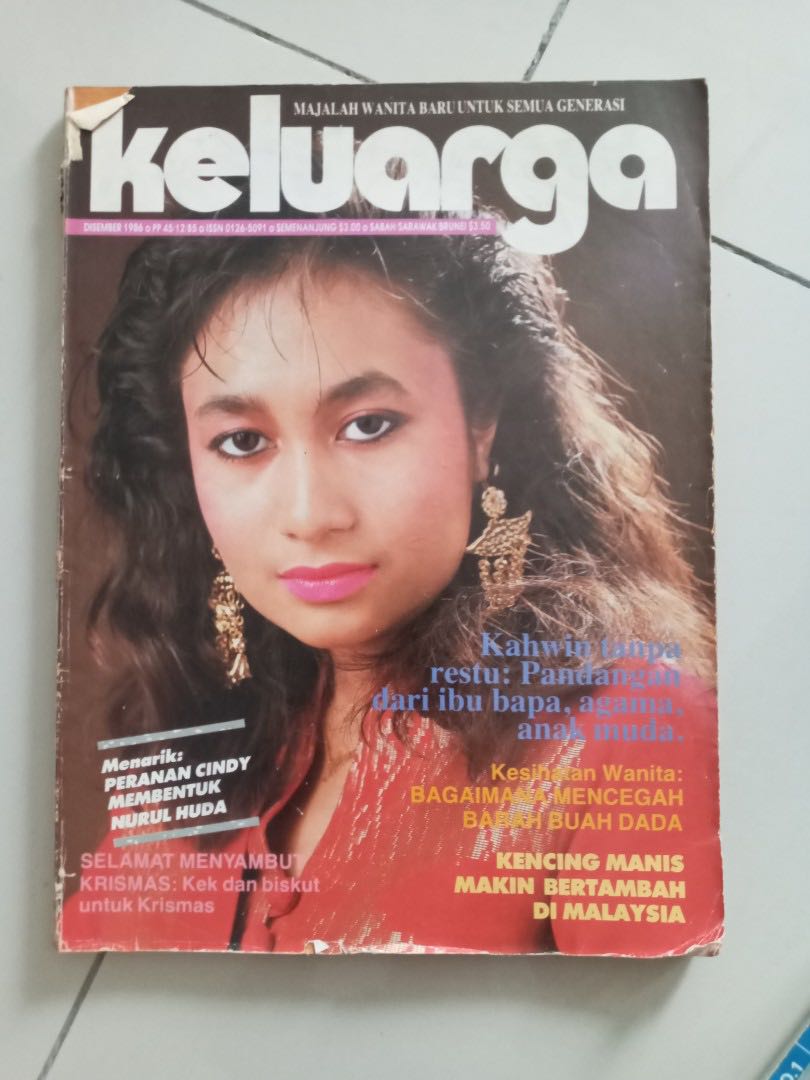 MAJALAH WANITA BARU UNTUK SEMUA GENERASI
keluarga
DISEMBER 1986 o PP 45-12-85 o ISSN 0126-5091 o SEMENANJUNG $3.00 o SABAH SARAWAK BRUNEI $3.50
Kahwin tanpa
restu: Pandangan
dari ibu bapa, agama,
anak muda.
Menarik:
PERANAN CINDY
MEMBENTUK
NURUL HUDA
Kesihatan Wanita:
BAGAIMANA MENCEGAH
BARAH BUAH DADA
SELAMAT MENYAMBUT
KRISMAS: Kek dan biskut
untuk Krismas
KENCING MANIS
MAKIN BERTAMBAH
DI MALAYSIA